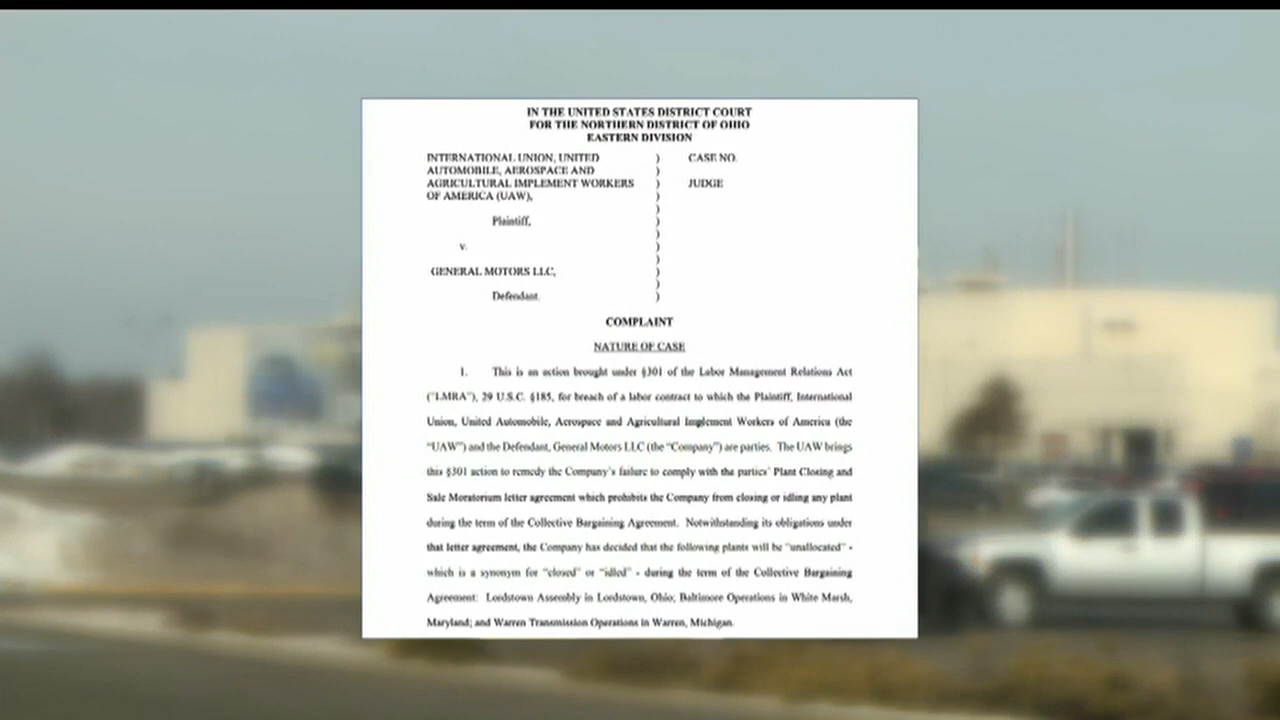 IN THE UNITED STATES DISTRICT COURT
FOR THE NORTHERN DISTRICT OF OHIO
EASTERN DIVISION
INTERNATIONAL UNION, UNITED ) CASE NO.
AUTOMOBILE, AEROSPACE AND )
AGRICULTURAL IMPLEMENT WORKERS ) JUDGE
OF AMERICA (UAW), )
)
Plaintiff, )
)
v. )
)
GENERAL MOTORS LLC, )
)
Defendant. )
COMPLAINT
NATURE OF CASE
1. This is an action brought under §301 of the Labor Management Relations Act
("LMRA"), 29 U.S.C. §185, for breach of a labor contract to which the Plaintiff, International
Union, United Automobile, Aerospace and Agricultural Implement Workers of America (the
"UAW") and the Defendant, General Motors LLC (the "Company") are parties. The UAW brings
this §301 action to remedy the Company's failure to comply with the parties' Plant Closing and
Sale Moratorium letter agreement which prohibits the Company from closing or idling any plant
during the term of the Collective Bargaining Agreement. Notwithstanding its obligations under
that letter agreement, the Company has decided that the following plants will be "unallocated" -
which is a synonym for "closed" or "idled" - during the term of the Collective Bargaining
Agreement: Lordstown Assembly in Lordstown, Ohio; Baltimore Operations in White Marsh,
Maryland; and Warren Transmission Operations in Warren, Michigan.